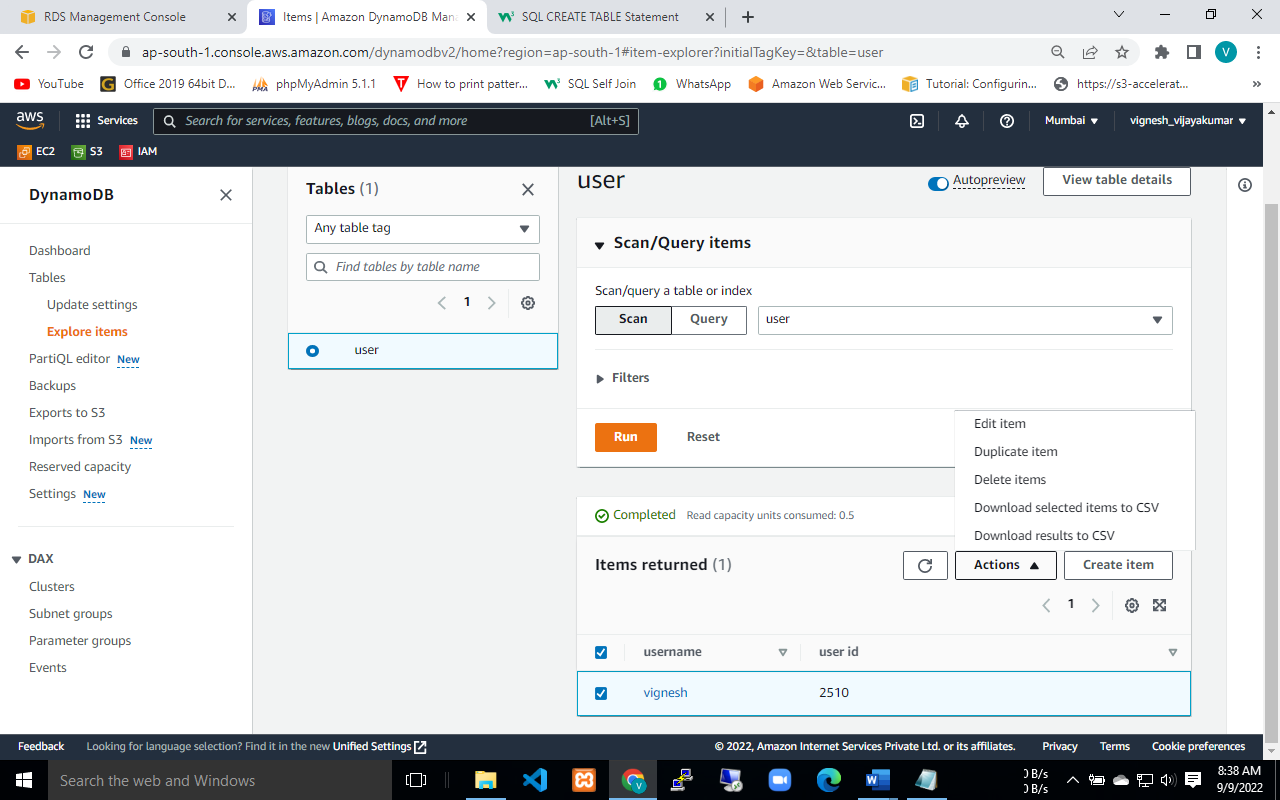 RDS Management Console
Items | Amazon DynamoDB Mana
SQL CREATE TABLE Statement
ap-south-1.console.aws.amazon.com/dynamodbv2/home?region=ap-south-1#item-explorer?initialTagKey=&table=user
V
YouTube
G Office 2019 64bit D...
PMA phpMyAdmin 5.1.1
How to print patter...
SQL Self Join
1 WhatsApp
Amazon Web Servic...
Tutorial: Configurin...
https://s3-accelerat...
»
aws
Services
Search for services, features, blogs, docs, and more [Alt+S]
Mumbai
vignesh_vijayakumar
EC2 S3 IAM
DynamoDB
Dashboard
Tables
Update settings
Explore items
PartiQL editor New
Backups
Exports to S3
Imports from S3 New
Reserved capacity
Settings New
DAX
Clusters
Subnet groups
Parameter groups
Events
Tables (1)
Any table tag
Find tables by table name
1
user
user
Autopreview
View table details
Scan/Query items
Scan/query a table or index
Scan Query user
Filters
Run Reset
Edit item
Duplicate item
Delete items
Download selected items to CSV
Download results to CSV
Completed Read capacity units consumed: 0.5
Items returned (1)
Actions
Create item
1
username user id
vignesh 2510
Feedback Looking for language selection? Find it in the new Unified Settings
© 2022, Amazon Internet Services Private Ltd. or its affiliates. Privacy Terms Cookie preferences
Search the web and Windows
0 B/s
0 B/s
8:38 AM
9/9/2022